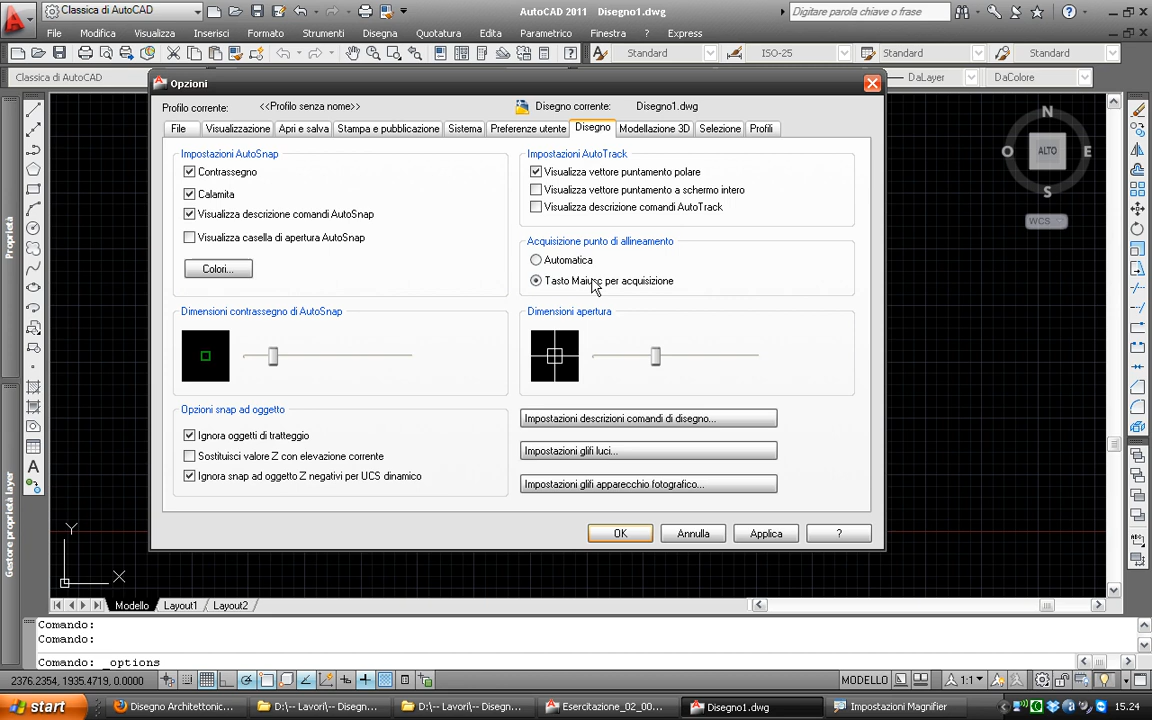 Classica di AutoCAD
AutoCAD 2011 Disegno1.dwg
Digitare parola chiave o frase
File Modifica Visualizza Inserisci Formato Strumenti Disegna Quotatura Edita Parametrico Finestra ? Express
Standard ISO-25 Standard Standard
Classica di AutoCAD
DaLayer DaColore
Opzioni
Profilo corrente: <<Profilo senza nome>> Disegno corrente: Disegno1.dwg
File Visualizzazione Apri e salva Stampa e pubblicazione Sistema Preferenze utente Disegno Modellazione 3D Selezione Profili
Impostazioni AutoSnap
Contrassegno
Calamita
Visualizza descrizione comandi AutoSnap
Visualizza casella di apertura AutoSnap
Colori...
Impostazioni AutoTrack
Visualizza vettore puntamento polare
Visualizza vettore puntamento a schermo intero
Visualizza descrizione comandi AutoTrack
Acquisizione punto di allineamento
Automatica
Tasto Maiusc per acquisizione
Dimensioni contrassegno di AutoSnap
Dimensioni apertura
Opzioni snap ad oggetto
Ignora oggetti di tratteggio
Sostituisci valore Z con elevazione corrente
Ignora snap ad oggetto Z negativi per UCS dinamico
Impostazioni descrizioni comandi di disegno...
Impostazioni glifi luci...
Impostazioni glifi apparecchio fotografico...
OK Annulla Applica ?
N
O ALTO E
S
WCS
Proprietà
Gestore proprietà layer
A
Y
X
Modello Layout1 Layout2
Comando:
Comando:
Comando: _options
2376.2354, 1935.4719, 0.0000
MODELLO 1:1
start Disegno Architettonic... D:\-- Lavori\-- Disegn... D:\-- Lavori\-- Disegn... Esercitazione_02_00... Disegno1.dwg Impostazioni Magnifier 15.24